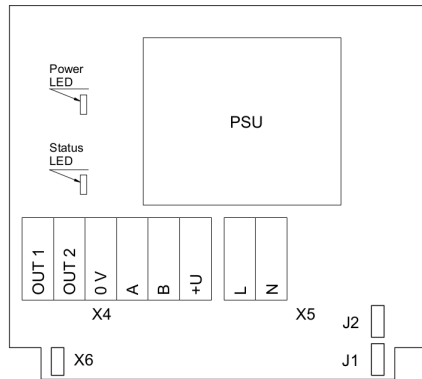 Power
LED
PSU
Status
LED
OUT 1
OUT 2
0 V
A
B
+U
L
N
X4
X5
J2
X6
J1